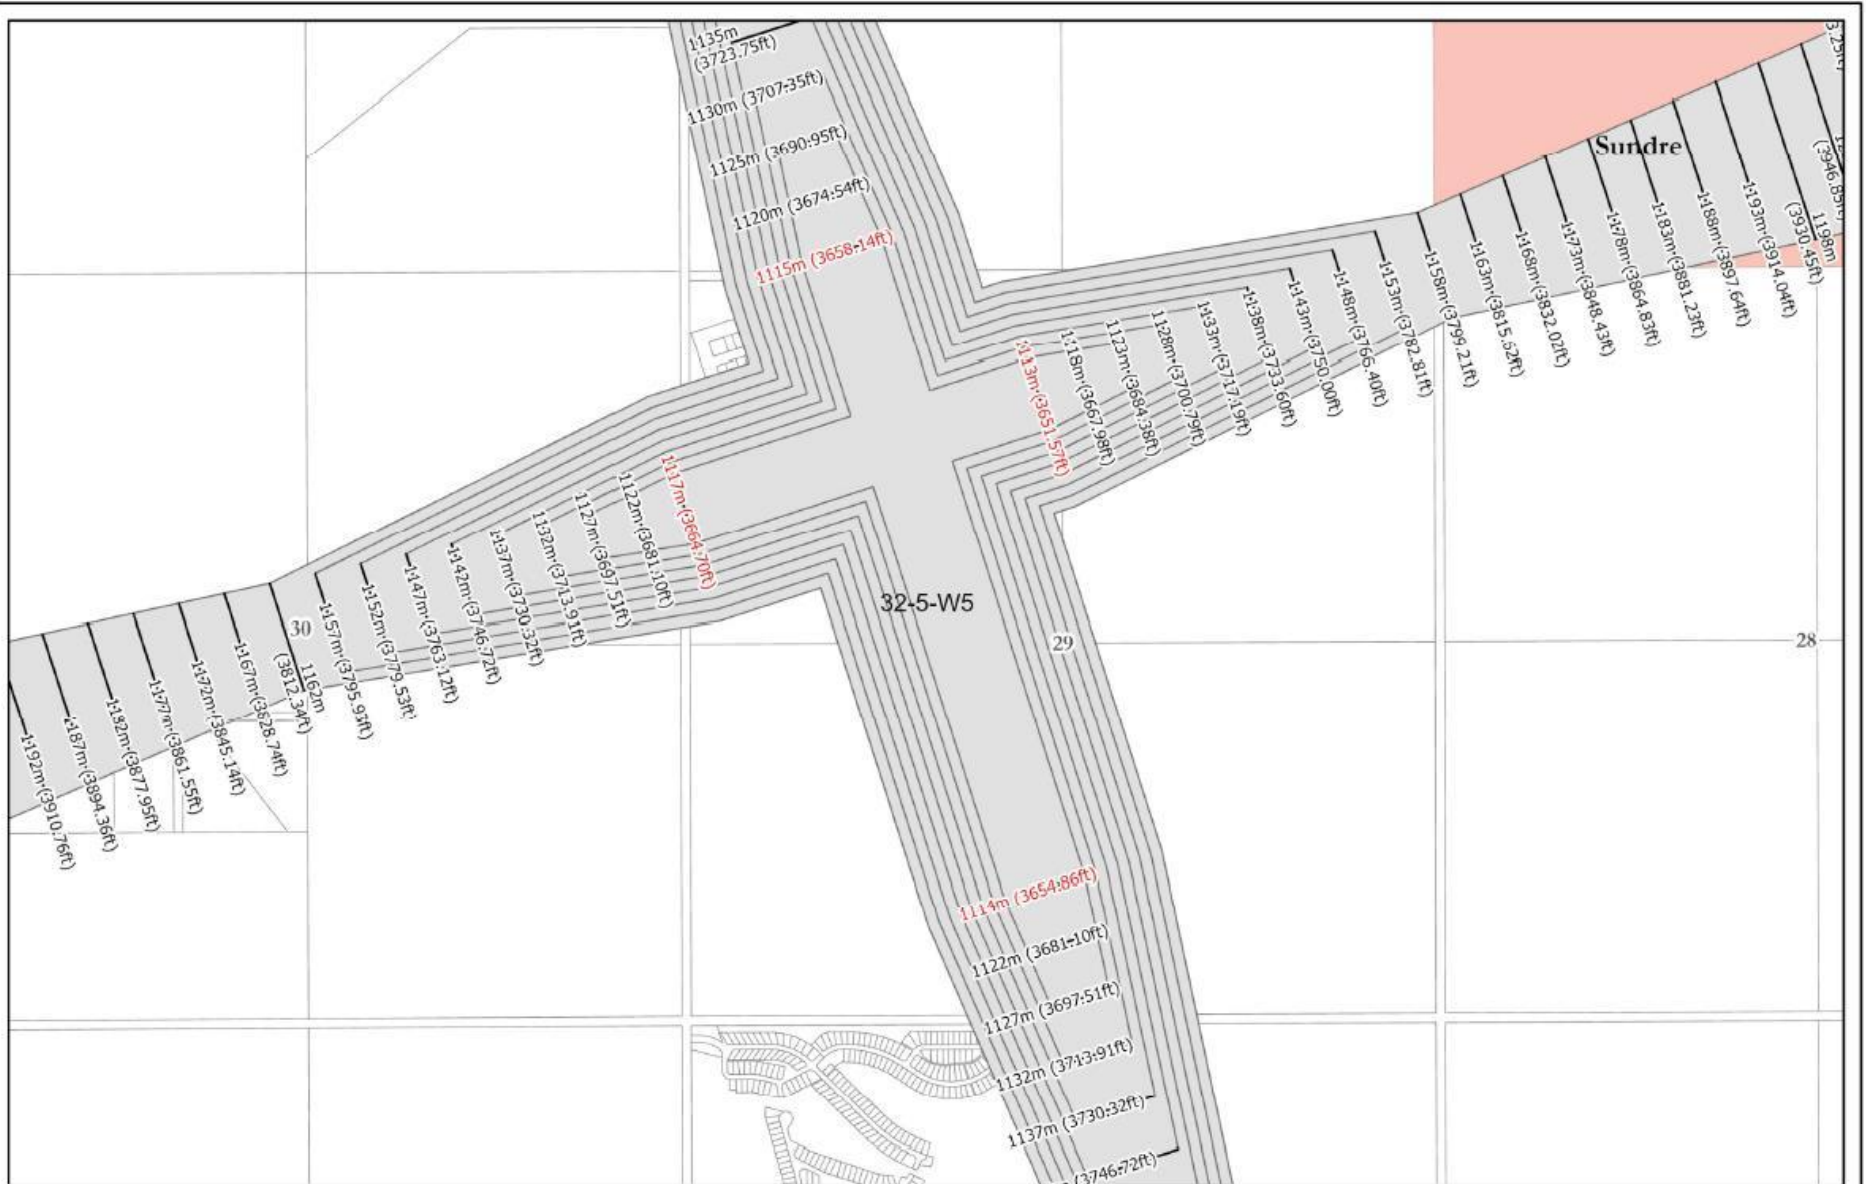 1135m
(3723.75ft)
1130m (3707.35ft)
1125m (3690.95ft)
1120m (3674.54ft)
1115m (3658.14ft)
Sundre
3.25ft)
(3946.85ft)
1198m
(3930.45ft)
1193m (3914.04ft)
1188m (3897.64ft)
1183m (3881.23ft)
1178m (3864.83ft)
1173m (3848.43ft)
1168m (3832.02ft)
1163m (3815.62ft)
1158m (3799.21ft)
1153m (3782.81ft)
1148m (3766.40ft)
1143m (3750.00ft)
1138m (3733.60ft)
1133m (3717.19ft)
1128m (3700.79ft)
1123m (3684.38ft)
1118m (3667.98ft)
1113m (3651.57ft)
1117m (3664.70ft)
1122m (3681.10ft)
1127m (3697.51ft)
1132m (3713.91ft)
1137m (3730.32ft)
1142m (3746.72ft)
1147m (3763.12ft)
1152m (3779.53ft)
1157m (3795.93ft)
1162m
(3812.34ft)
1167m (3828.74ft)
1172m (3845.14ft)
1177m (3861.55ft)
1182m (3877.95ft)
1187m (3894.36ft)
1192m (3910.76ft)
30
32-5-W5
29
28
1114m (3654.86ft)
1122m (3681.10ft)
1127m (3697.51ft)
1132m (3713.91ft)
1137m (3730.32ft)
(3746.72ft)